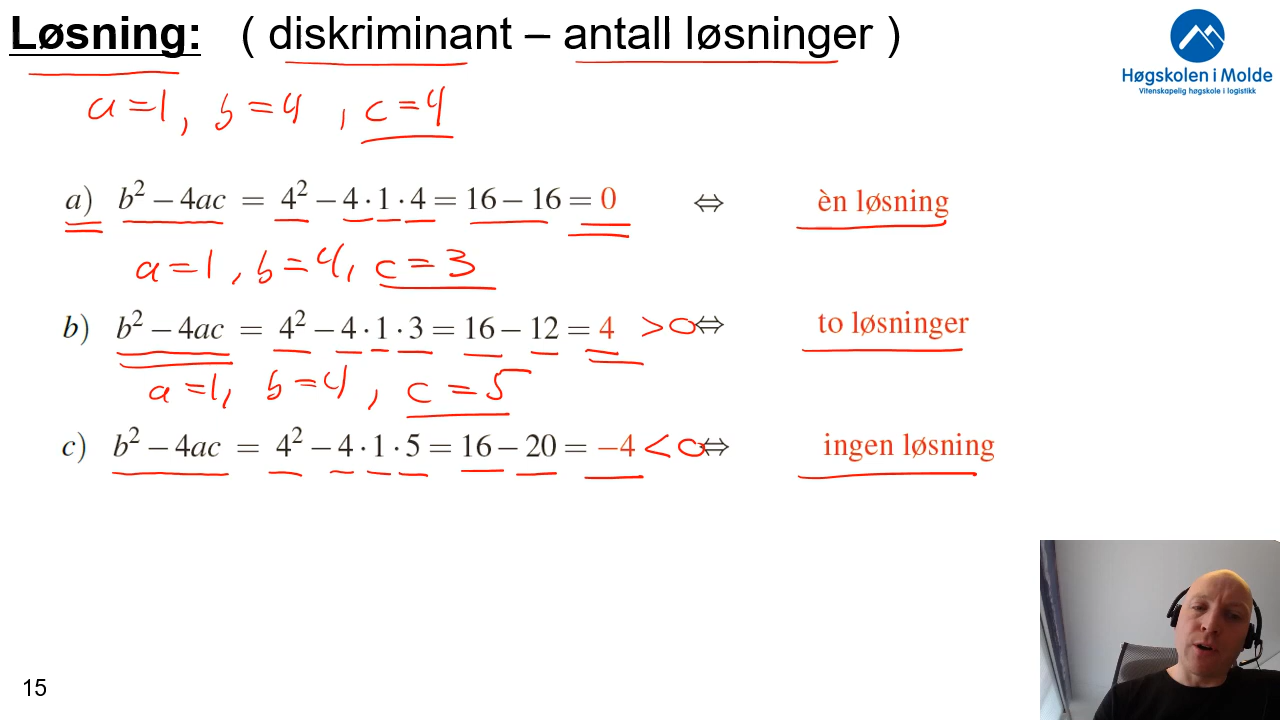 Løsning: ( diskriminant – antall løsninger )
Høgskolen i Molde
Vitenskapelig høgskole i logistikk
a=1, b=4, c=4
a) b² − 4ac = 4² − 4·1·4 = 16 − 16 = 0 ⇔ èn løsning
a=1, b=4, c=3
b) b² − 4ac = 4² − 4·1·3 = 16 − 12 = 4 >0 ⇔ to løsninger
a=1, b=4, c=5
c) b² − 4ac = 4² − 4·1·5 = 16 − 20 = −4 <0 ⇔ ingen løsning
15